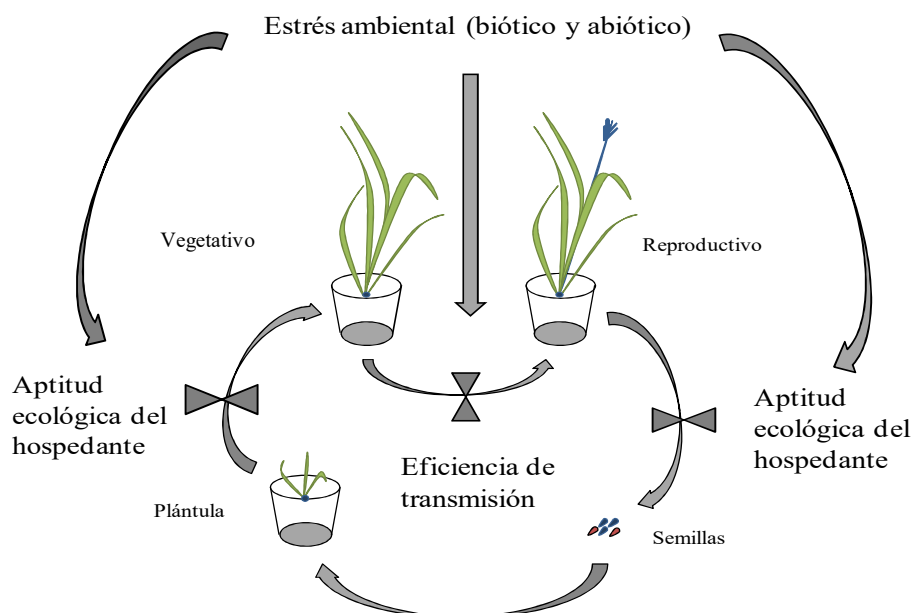 Estrés ambiental (biótico y abiótico)
Vegetativo
Reproductivo
Aptitud
ecológica del
hospedante
Aptitud
ecológica del
hospedante
Eficiencia de
transmisión
Plántula
Semillas